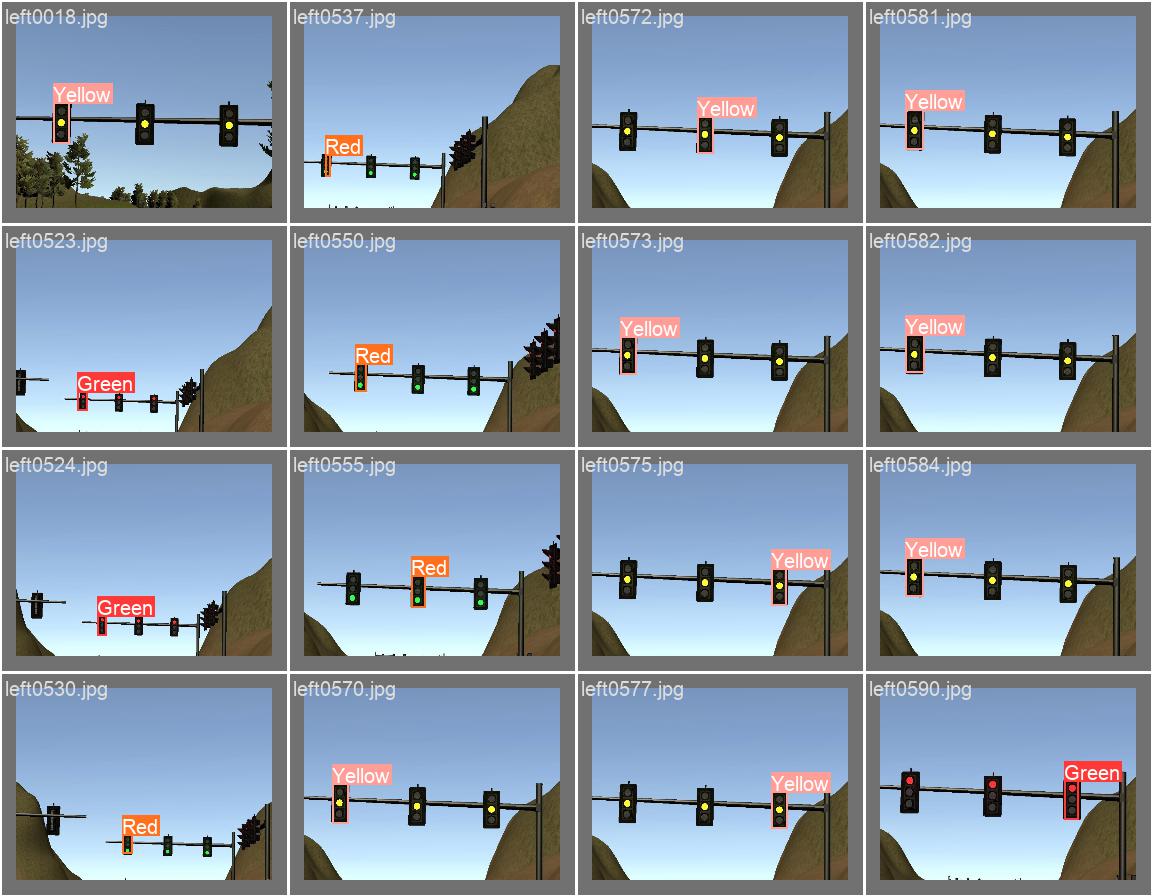 left0018.jpg
Yellow
left0537.jpg
Red
left0572.jpg
Yellow
left0581.jpg
Yellow
left0523.jpg
Green
left0550.jpg
Red
left0573.jpg
Yellow
left0582.jpg
Yellow
left0524.jpg
Green
left0555.jpg
Red
left0575.jpg
Yellow
left0584.jpg
Yellow
left0530.jpg
Red
left0570.jpg
Yellow
left0577.jpg
Yellow
left0590.jpg
Green